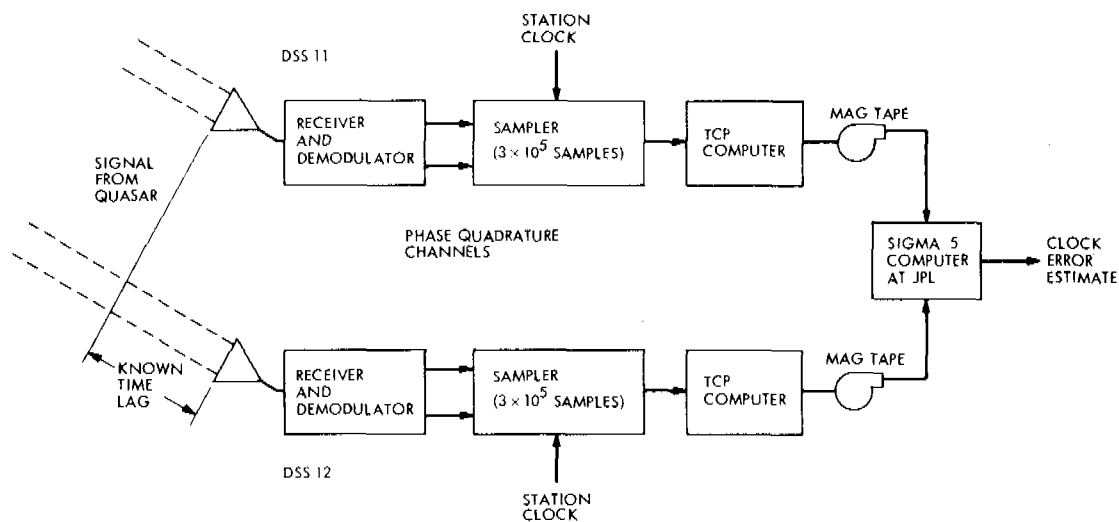 STATION
CLOCK
DSS 11
RECEIVER
AND
DEMODULATOR
SAMPLER
(3 × 10⁵ SAMPLES)
TCP
COMPUTER
MAG TAPE
SIGNAL
FROM
QUASAR
PHASE QUADRATURE
CHANNELS
SIGMA 5
COMPUTER
AT JPL
CLOCK
ERROR
ESTIMATE
KNOWN
TIME
LAG
RECEIVER
AND
DEMODULATOR
SAMPLER
(3 × 10⁵ SAMPLES)
TCP
COMPUTER
MAG TAPE
DSS 12
STATION
CLOCK